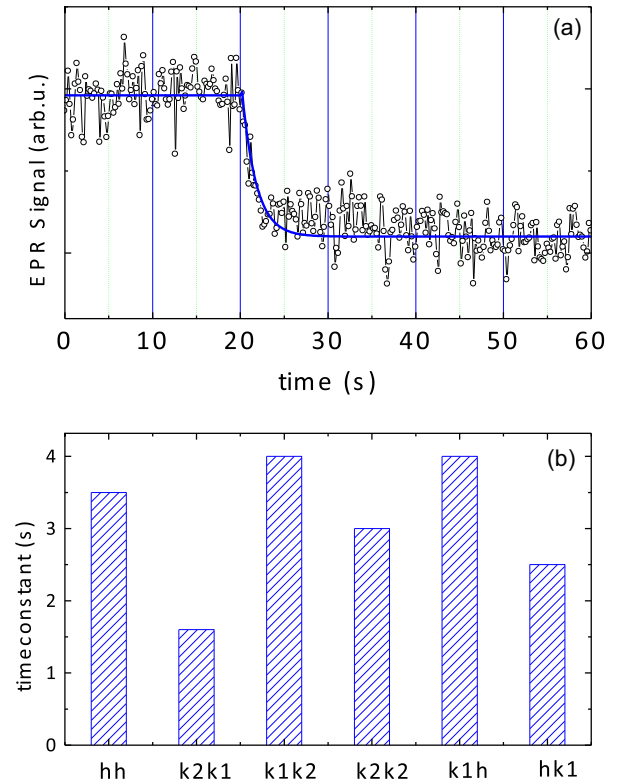 (a)
EPR Signal (arb.u.)
0 10 20 30 40 50 60
time (s)
(b)
timeconstant (s)
4
3
2
1
0
hh k2k1 k1k2 k2k2 k1h hk1